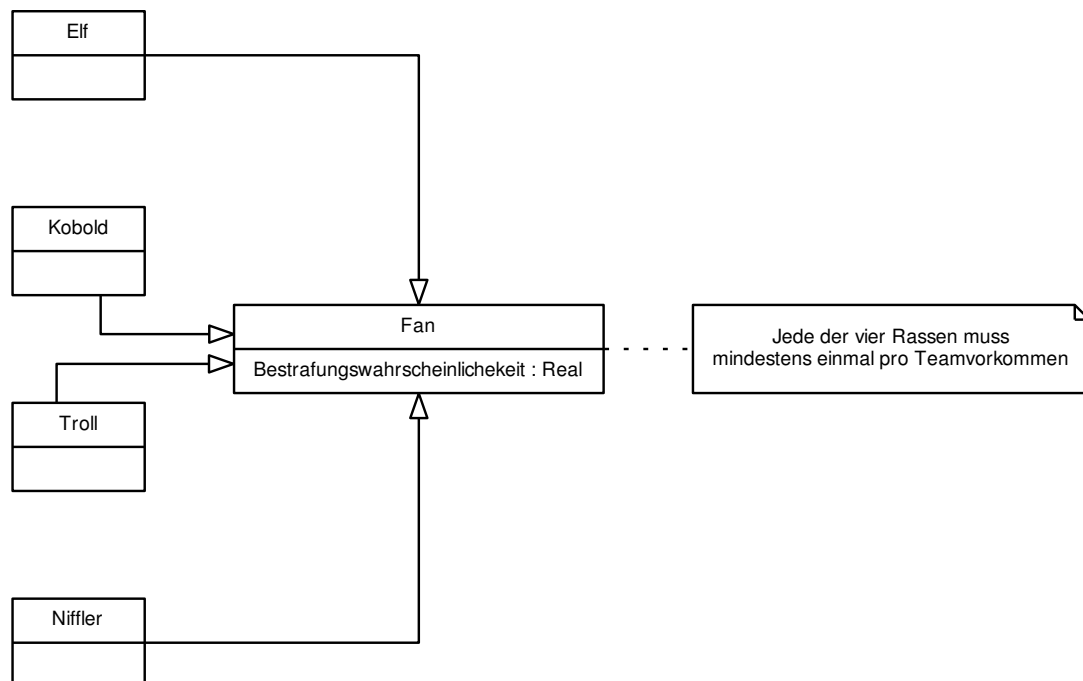 Elf
Kobold
Fan
Bestrafungswahrscheinlichekeit : Real
Jede der vier Rassen muss
mindestens einmal pro Teamvorkommen
Troll
Niffler